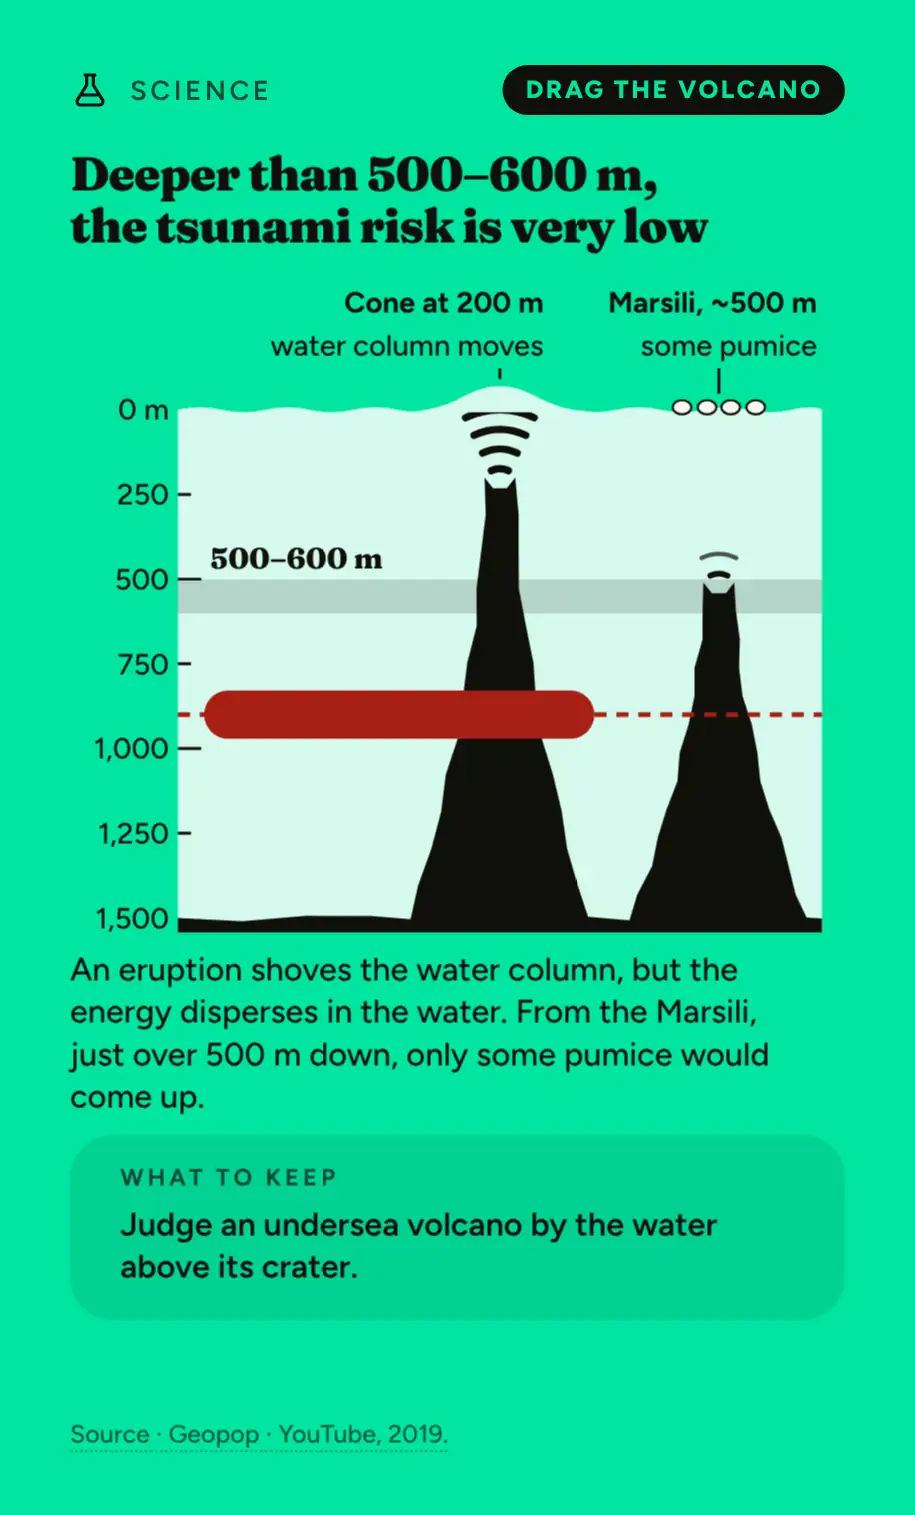 SCIENCE
DRAG THE VOLCANO
Deeper than 500–600 m,
the tsunami risk is very low
Cone at 200 m
water column moves
Marsili, ~500 m
some pumice
0 m
250
500–600 m
500
750
1,000
1,250
1,500
An eruption shoves the water column, but the
energy disperses in the water. From the Marsili,
just over 500 m down, only some pumice would
come up.
WHAT TO KEEP
Judge an undersea volcano by the water
above its crater.
Source · Geopop · YouTube, 2019.